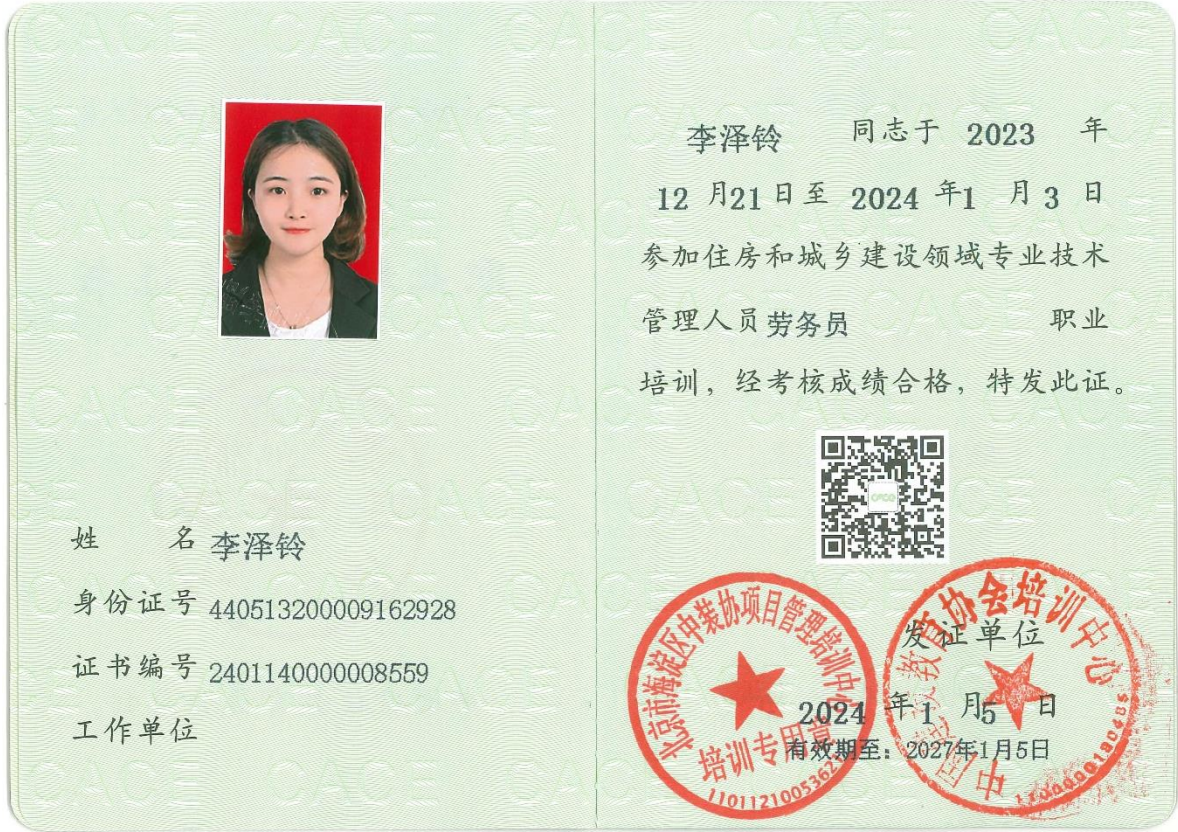 姓 名 李泽铃
身份证号 440513200009162928
证书编号 2401140000008559
工作单位
李泽铃 同志于 2023 年
12 月21 日至 2024 年1 月 3 日
参加住房和城乡建设领域专业技术
管理人员劳务员 职业
培训，经考核成绩合格，特发此证。
发证单位
2024 年1 月5 日
有效期至：2027年1月5日
北京市海淀区中装协项目管理培训中心
培训专用章
中国建设教育协会培训中心
CACE